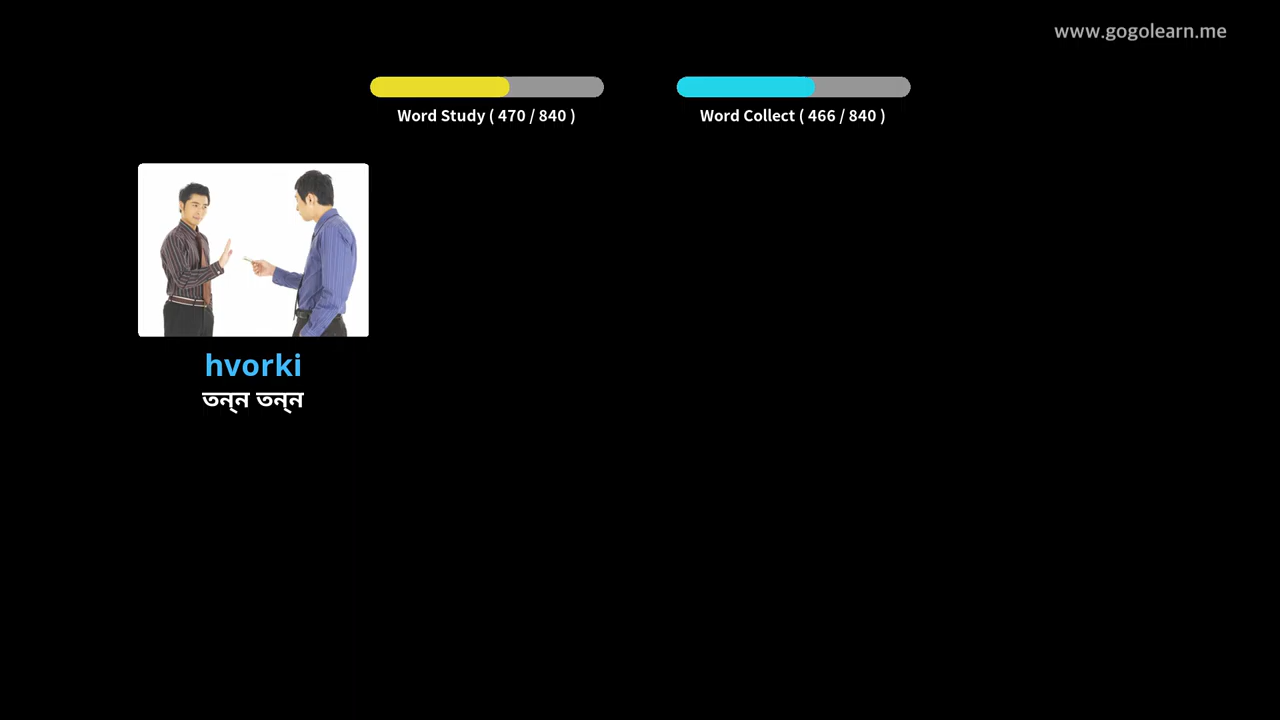 www.gogolearn.me
Word Study ( 470 / 840 )
Word Collect ( 466 / 840 )
hvorki
তন্ন তন্ন